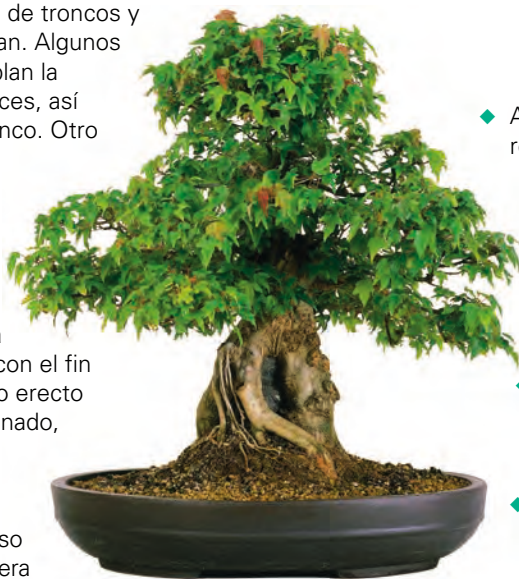 de troncos y
an. Algunos
olan la
ces, así
nco. Otro
con el fin
o erecto
nado,
so
era
A
r